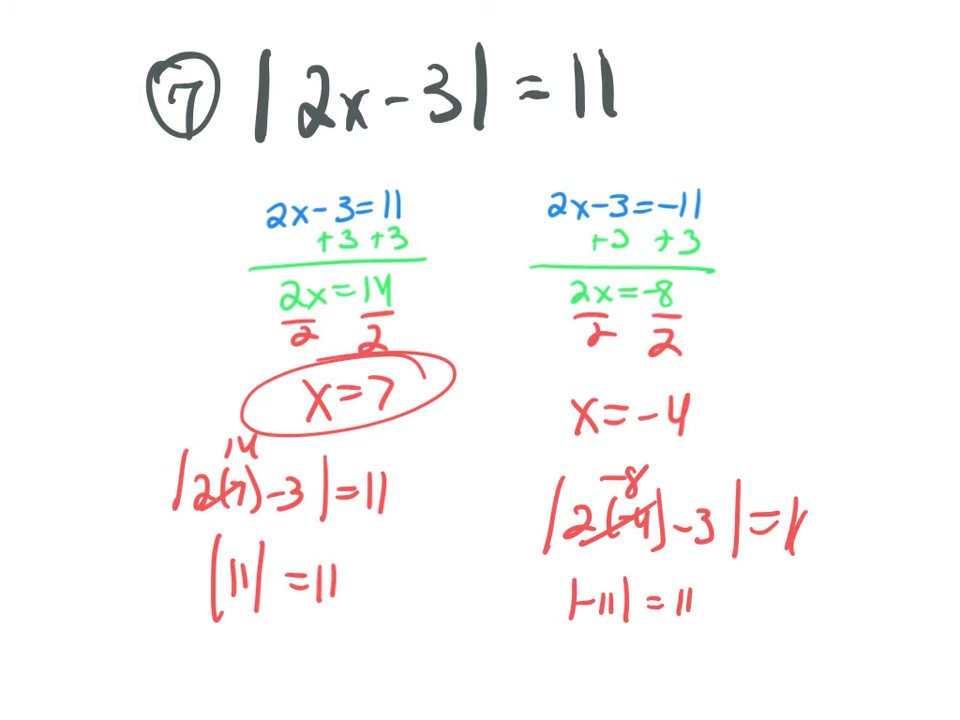 7 |2x-3|=11
2x-3=11
+3 +3
2x=14
2 2
x=7
14
|2(7)-3|=11
|11|=11
2x-3=-11
+3 +3
2x=-8
2 2
x=-4
-8
|2(-4)-3|=1
|-11|=11